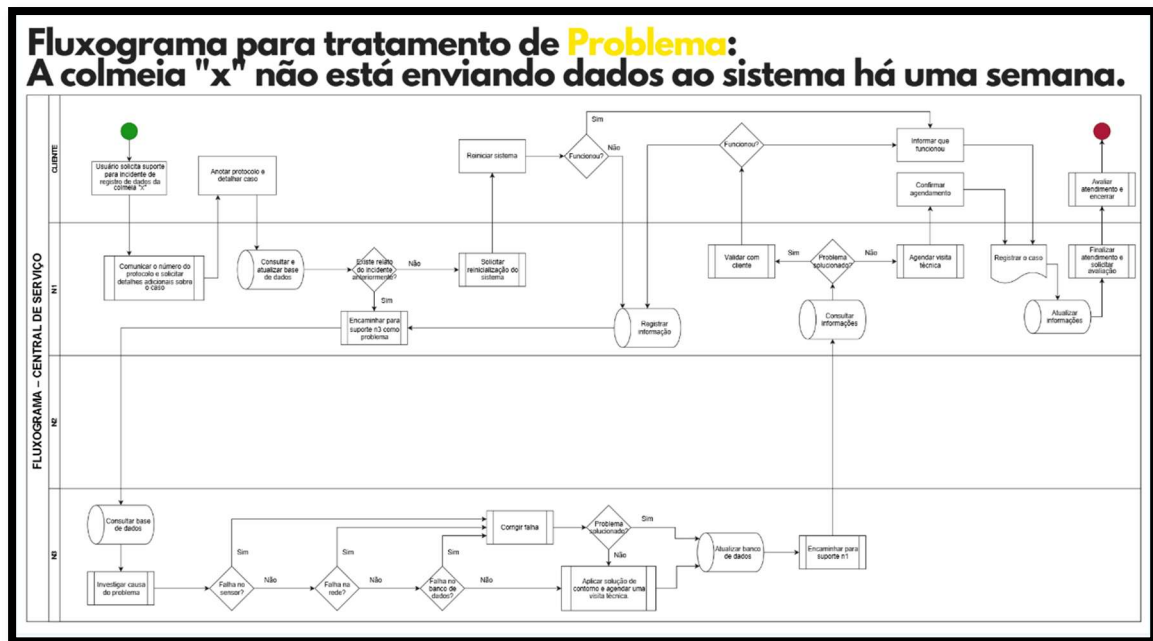 Fluxograma para tratamento de Problema:
A colmeia "x" não está enviando dados ao sistema há uma semana.
FLUXOGRAMA – CENTRAL DE SERVIÇO
CLIENTE
Usuário solicita suporte
para incidente de
registro de dados da
colmeia "x"
Anotar protocolo e
detalhar caso
Reiniciar sistema
Funcionou?
Sim
Não
Funcionou?
Informar que
funcionou
Confirmar
agendamento
Avaliar
atendimento e
encerrar
N1
Comunicar o número do
protocolo e solicitar
detalhes adicionais sobre
o caso
Consultar e
atualizar base de
dados
Existe relato
do incidente
anteriormente?
Não
Sim
Solicitar
reinicialização do
sistema
Encaminhar para
suporte n3 como
problema
Registrar
informação
Validar com
cliente
Sim
Problema
solucionado?
Não
Agendar visita
técnica
Consultar
informações
Registrar o caso
Atualizar
informações
Finalizar
atendimento e solicitar
avaliação
N2
N3
Consultar base
de dados
Investigar causa
do problema
Falha no
sensor?
Sim
Não
Falha na
rede?
Sim
Não
Falha no
banco de
dados?
Sim
Não
Corrigir falha
Problema
solucionado?
Sim
Não
Aplicar solução de
contorno e agendar uma
visita técnica.
Atualizar banco
de dados
Encaminhar para
suporte n1